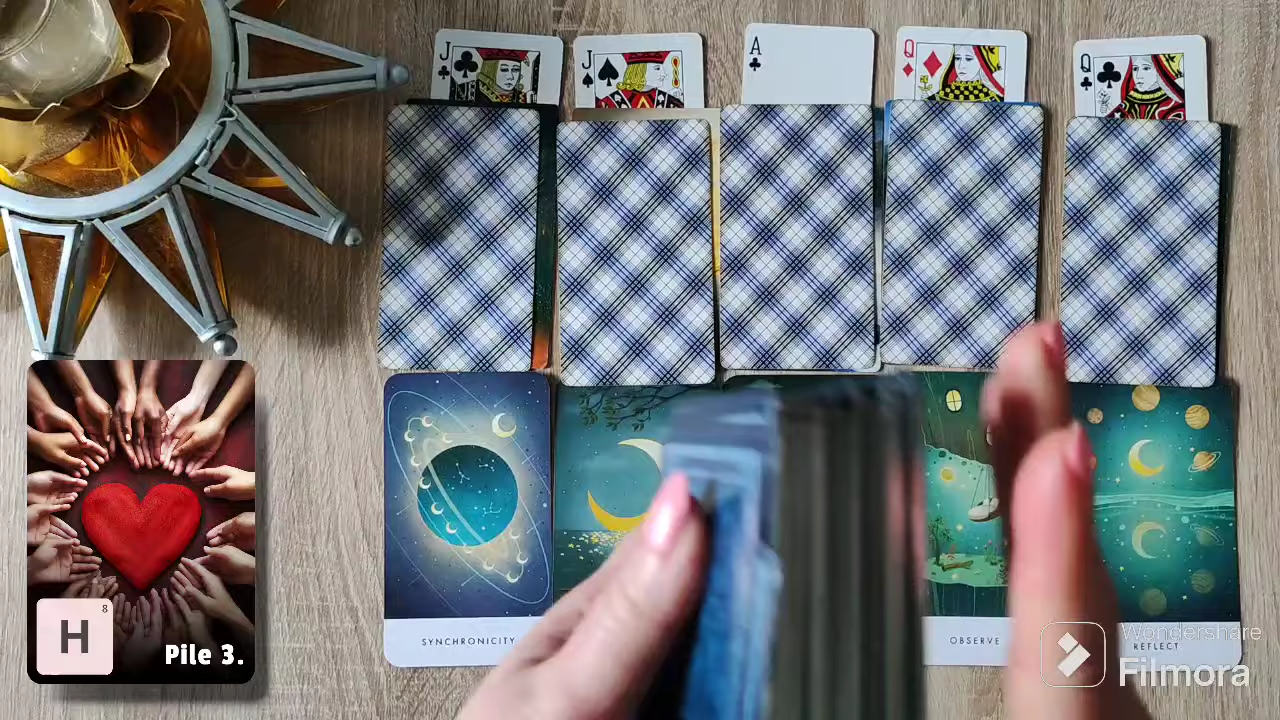 J
J
A
Q
Q
SYNCHRONICITY
OBSERVE
REFLECT
H
8
Pile 3.
Wondershare
Filmora